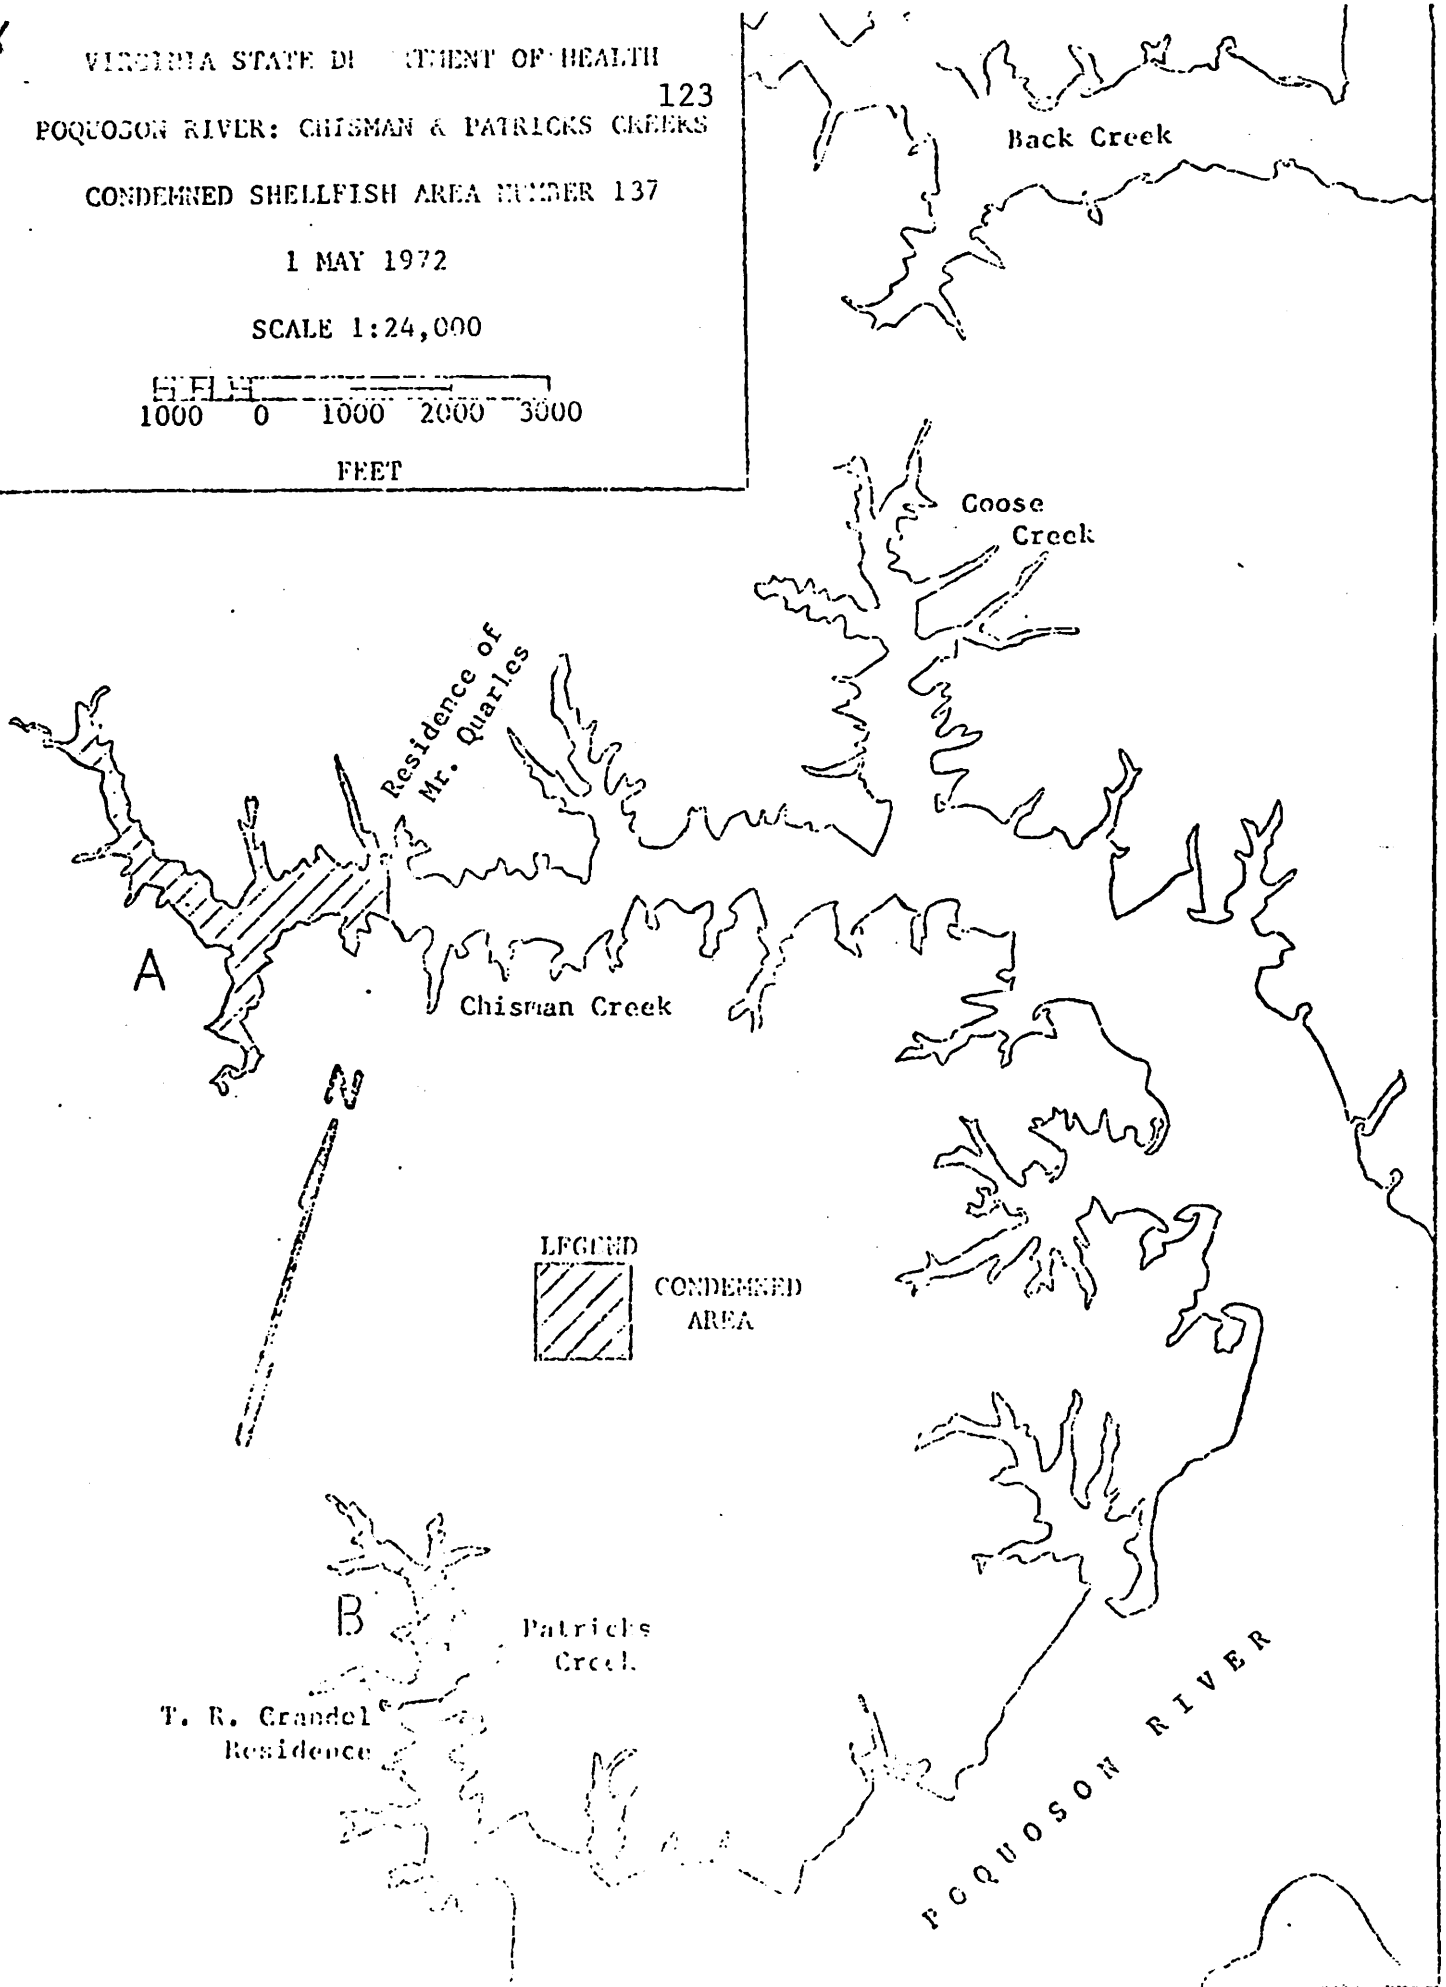 VIRGINIA STATE DEPARTMENT OF HEALTH
123
POQUOSON RIVER: CHISMAN & PATRICKS CREEKS
CONDEMNED SHELLFISH AREA NUMBER 137
1 MAY 1972
SCALE 1:24,000
1000 0 1000 2000 3000
FEET
Back Creek
Goose
Creek
Residence of
Mr. Quarles
A
Chisman Creek
N
LEGEND
CONDEMNED
AREA
B
Patricks
Creek
T. R. Crandel
Residence
POQUOSON RIVER